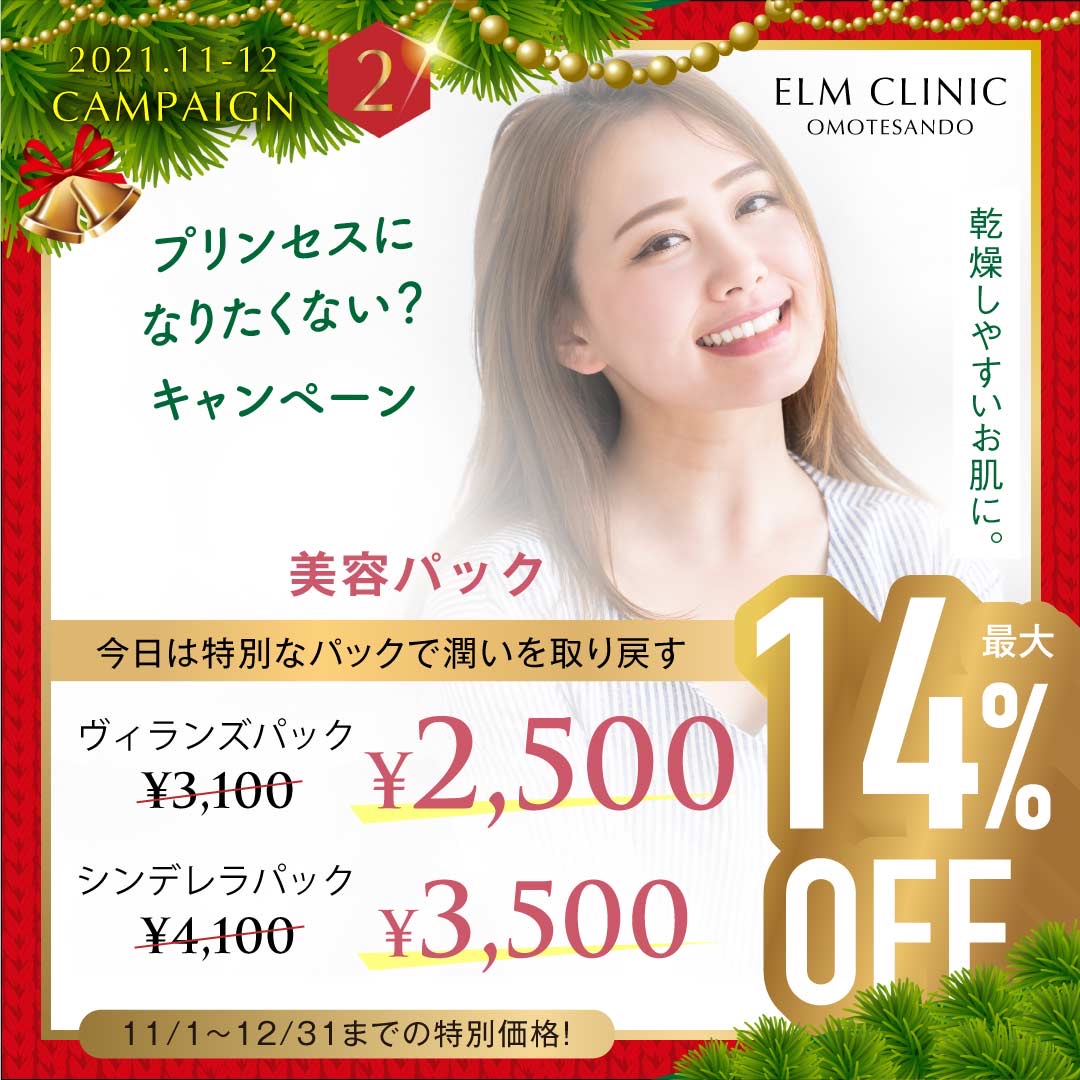 2021.11-12
CAMPAIGN
2
ELM CLINIC
OMOTESANDO
プリンセスに
なりたくない？
キャンペーン
乾燥しやすいお肌に。
美容パック
今日は特別なパックで潤いを取り戻す
ヴィランズパック
¥3,100
¥2,500
シンデレラパック
¥4,100
¥3,500
最大
14%
OFF
11/1〜12/31までの特別価格!